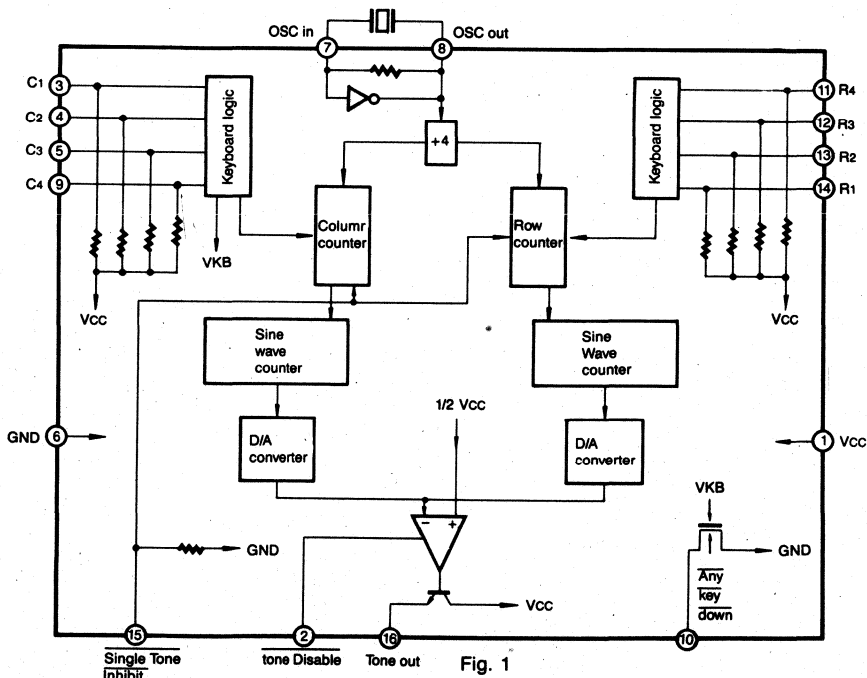 OSC in
7
8
OSC out
C1
3
C2
4
C3
5
C4
9
Keyboard logic
VKB
VCC
+4
Columr
counter
Row
counter
Keyboard logic
11
R4
12
R3
13
R2
14
R1
VCC
Sine
wave
counter
Sine
Wave
counter
GND
6
D/A
converter
1/2 VCC
D/A
converter
1
VCC
VKB
− +
GND
GND
Any
key
down
VCC
15
2
16
10
Single Tone
Inhibit
tone Disable
Tone out
Fig. 1